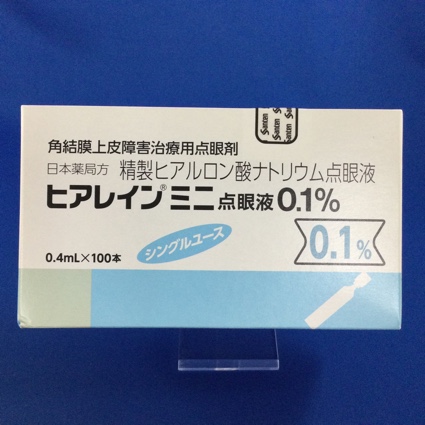 Santen
Santen
Santen
角結膜上皮障害治療用点眼剤
日本薬局方 精製ヒアルロン酸ナトリウム点眼液
ヒアレイン®ミニ点眼液0.1%
0.1%
シングルユース
0.4mL×100本